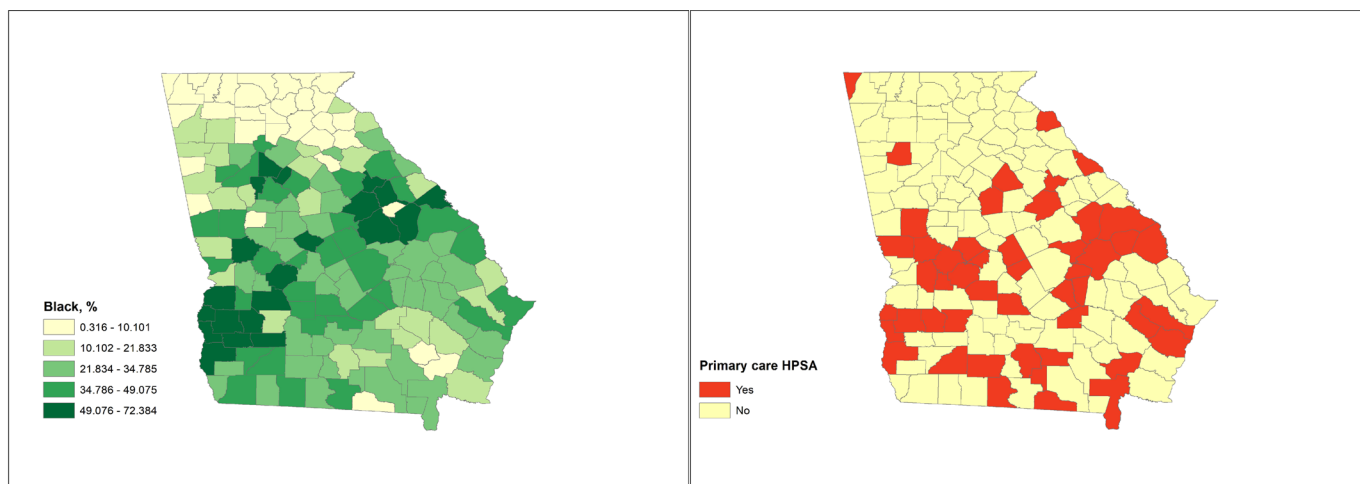 Black, %
0.316 - 10.101
10.102 - 21.833
21.834 - 34.785
34.786 - 49.075
49.076 - 72.384
Primary care HPSA
Yes
No